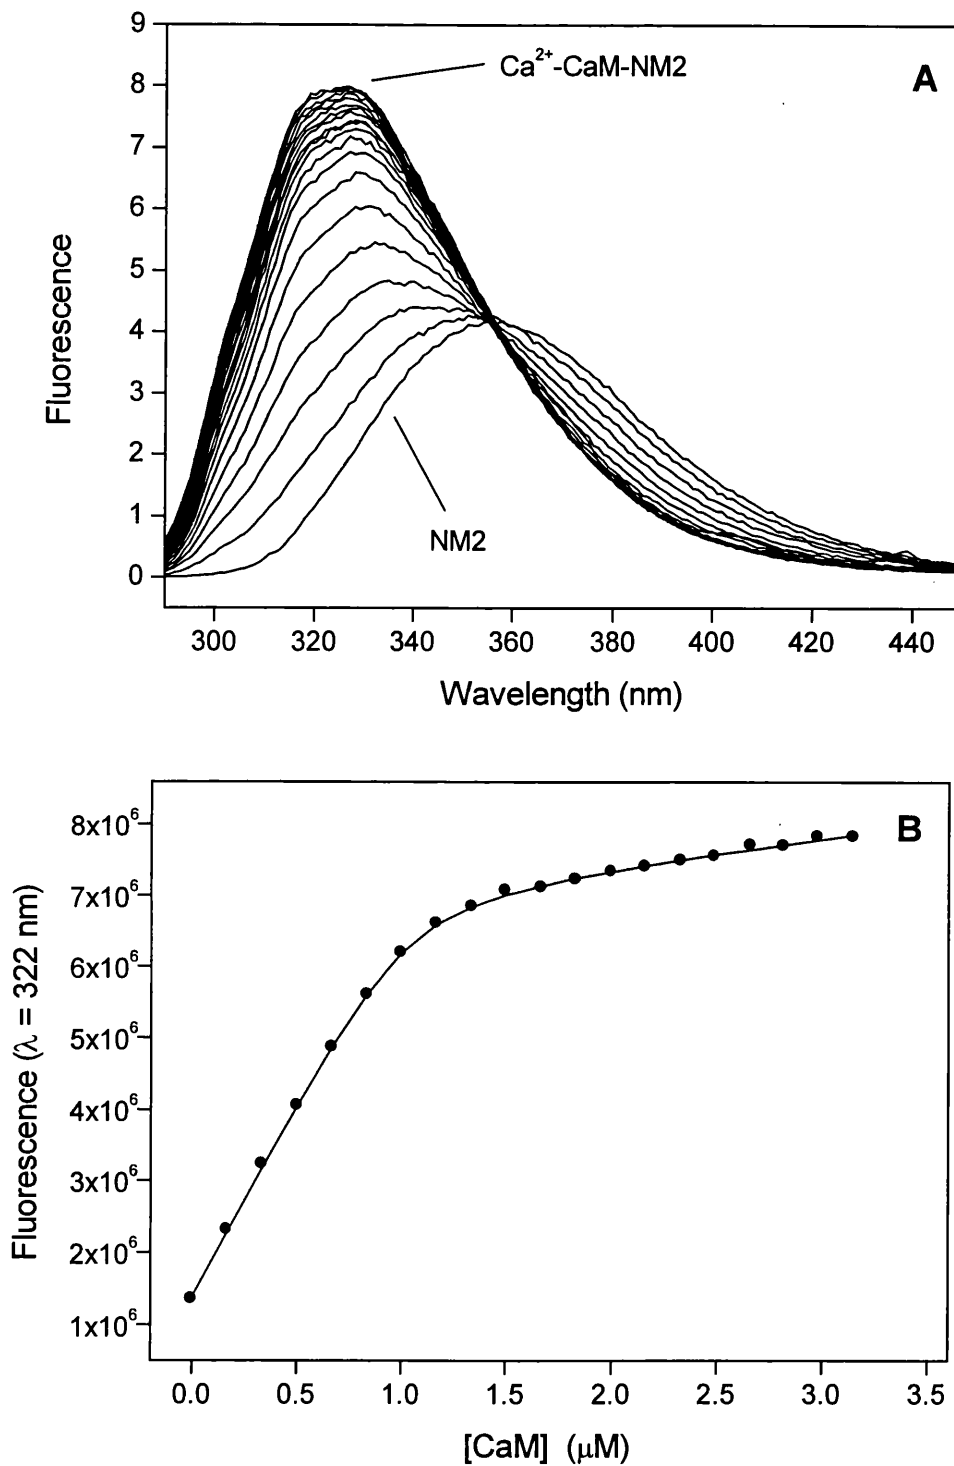 9
8
7
6
5
4
3
2
1
0
Fluorescence
Ca²⁺-CaM-NM2
A
NM2
300 320 340 360 380 400 420 440
Wavelength (nm)
8x10⁶
7x10⁶
6x10⁶
5x10⁶
4x10⁶
3x10⁶
2x10⁶
1x10⁶
Fluorescence (λ = 322 nm)
B
0.0 0.5 1.0 1.5 2.0 2.5 3.0 3.5
[CaM] (μM)